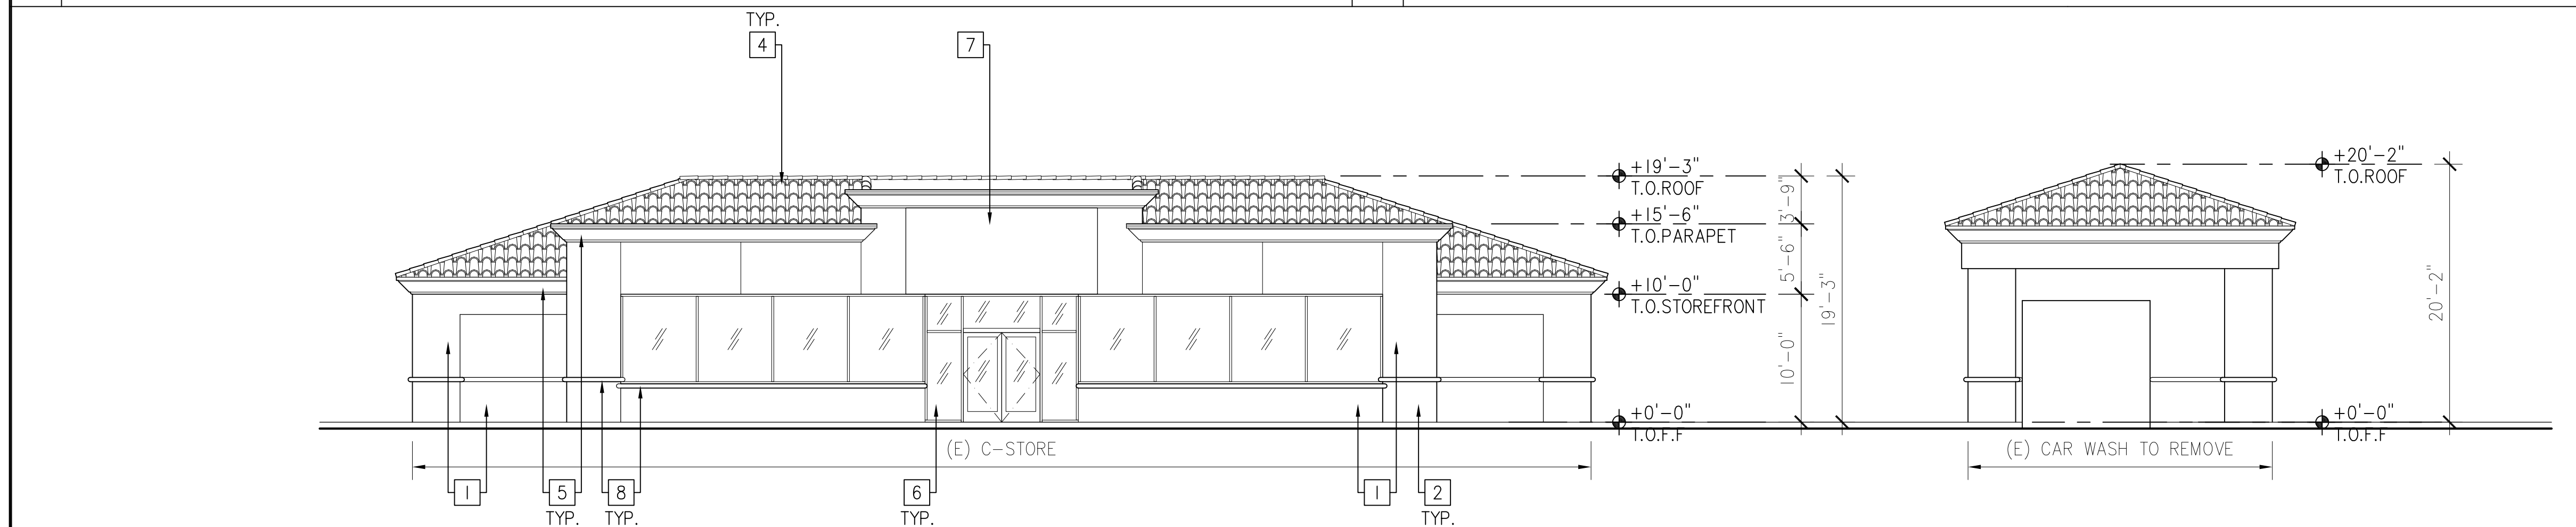 TYP.
4
7
+19'-3"
T.O.ROOF
+15'-6"
T.O.PARAPET
+10'-0"
T.O.STOREFRONT
+0'-0"
T.O.F.F
3'-9"
5'-6"
10'-0"
19'-3"
+20'-2"
T.O.ROOF
20'-2"
+0'-0"
T.O.F.F
(E) C-STORE
(E) CAR WASH TO REMOVE
1
5
TYP.
8
TYP.
6
TYP.
1
2
TYP.